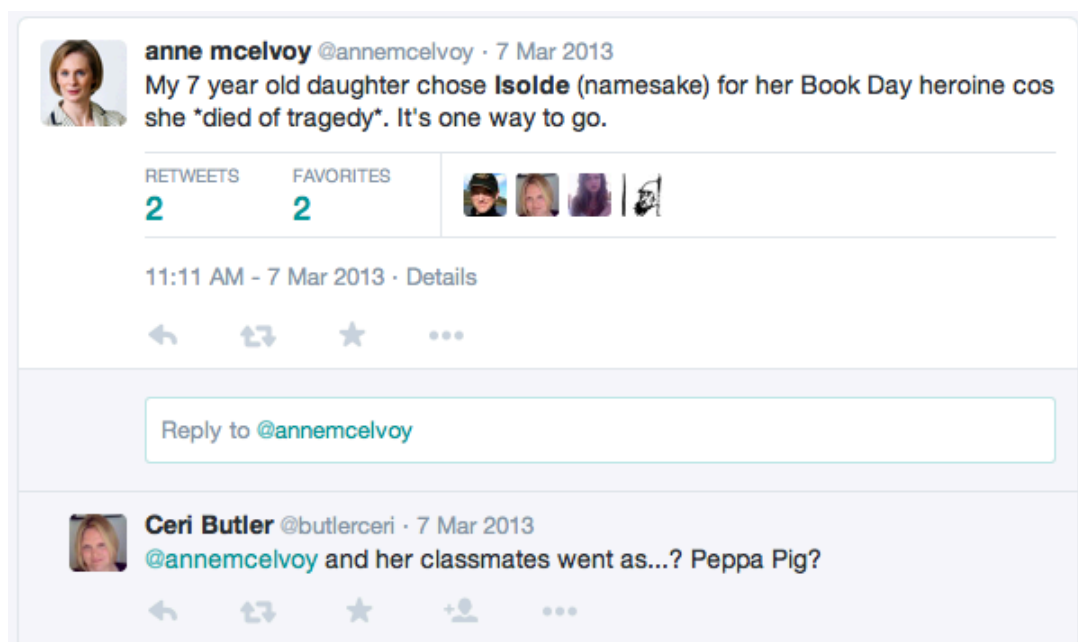 anne mcelvoy @annemcelvoy · 7 Mar 2013
My 7 year old daughter chose Isolde (namesake) for her Book Day heroine cos
she *died of tragedy*. It's one way to go.
RETWEETS FAVORITES
2 2
11:11 AM - 7 Mar 2013 · Details
Reply to @annemcelvoy
Ceri Butler @butlerceri · 7 Mar 2013
@annemcelvoy and her classmates went as...? Peppa Pig?